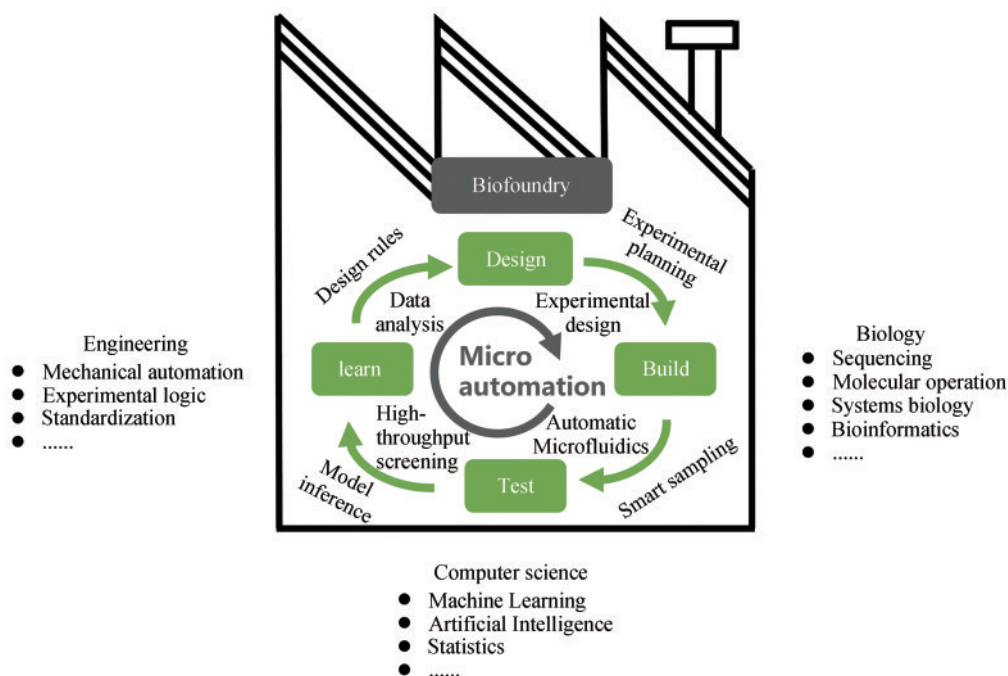 Biofoundry
Design rules
Design
Experimental
planning
Data
analysis
Experimental
design
learn
Micro
automation
Build
High-
throughput
screening
Automatic
Microfluidics
Model
inference
Test
Smart sampling
Engineering
● Mechanical automation
● Experimental logic
● Standardization
● ......
Biology
● Sequencing
● Molecular operation
● Systems biology
● Bioinformatics
● ......
Computer science
● Machine Learning
● Artificial Intelligence
● Statistics
● ......